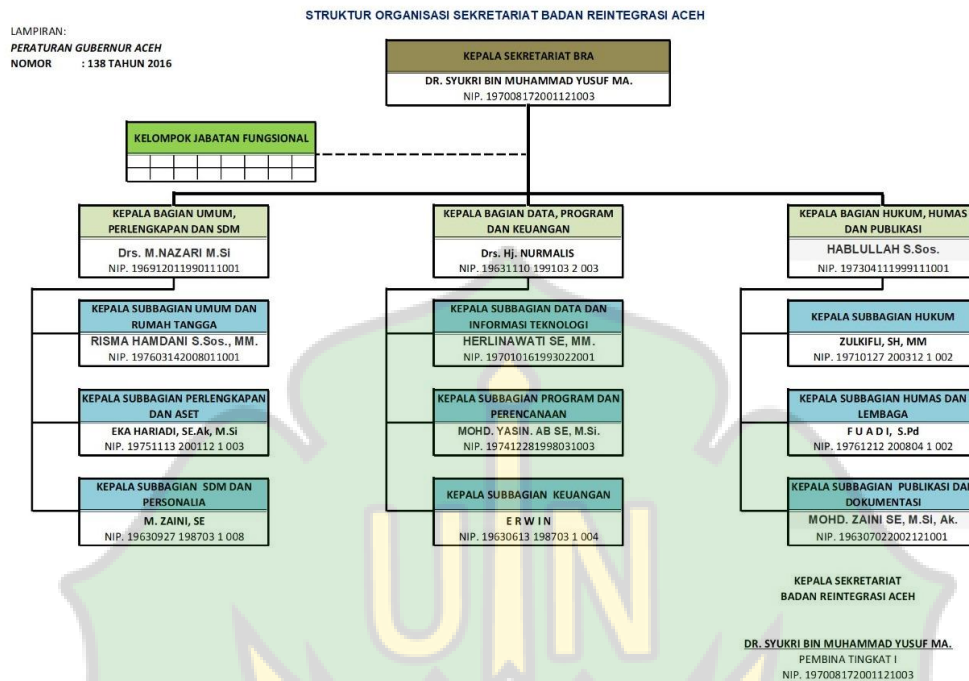 STRUKTUR ORGANISASI SEKRETARIAT BADAN REINTEGRASI ACEH
LAMPIRAN:
PERATURAN GUBERNUR ACEH
NOMOR : 138 TAHUN 2016
KEPALA SEKRETARIAT BRA
DR. SYUKRI BIN MUHAMMAD YUSUF MA.
NIP. 197008172001121003
KELOMPOK JABATAN FUNGSIONAL
KEPALA BAGIAN UMUM,
PERLENGKAPAN DAN SDM
Drs. M.NAZARI M.Si
NIP. 196912011990111001
KEPALA SUBBAGIAN UMUM DAN
RUMAH TANGGA
RISMA HAMDANI S.Sos., MM.
NIP. 197603142008011001
KEPALA SUBBAGIAN PERLENGKAPAN
DAN ASET
EKA HARIADI, SE.Ak, M.Si
NIP. 19751113 200112 1 003
KEPALA SUBBAGIAN SDM DAN
PERSONALIA
M. ZAINI, SE
NIP. 19630927 198703 1 008
KEPALA BAGIAN DATA, PROGRAM
DAN KEUANGAN
Drs. Hj. NURMALIS
NIP. 19631110 199103 2 003
KEPALA SUBBAGIAN DATA DAN
INFORMASI TEKNOLOGI
HERLINAWATI SE, MM.
NIP. 197010161993022001
KEPALA SUBBAGIAN PROGRAM DAN
PERENCANAAN
MOHD. YASIN. AB SE, M.Si.
NIP. 197412281998031003
KEPALA SUBBAGIAN KEUANGAN
E R W I N
NIP. 19630613 198703 1 004
KEPALA BAGIAN HUKUM, HUMAS
DAN PUBLIKASI
HABLULLAH S.Sos.
NIP. 197304111999111001
KEPALA SUBBAGIAN HUKUM
ZULKIFLI, SH, MM
NIP. 19710127 200312 1 002
KEPALA SUBBAGIAN HUMAS DAN
LEMBAGA
F U A D I, S.Pd
NIP. 19761212 200804 1 002
KEPALA SUBBAGIAN PUBLIKASI DAN
DOKUMENTASI
MOHD. ZAINI SE, M.SI, Ak.
NIP. 196307022002121001
KEPALA SEKRETARIAT
BADAN REINTEGRASI ACEH
DR. SYUKRI BIN MUHAMMAD YUSUF MA.
PEMBINA TINGKAT I
NIP. 197008172001121003
UIN